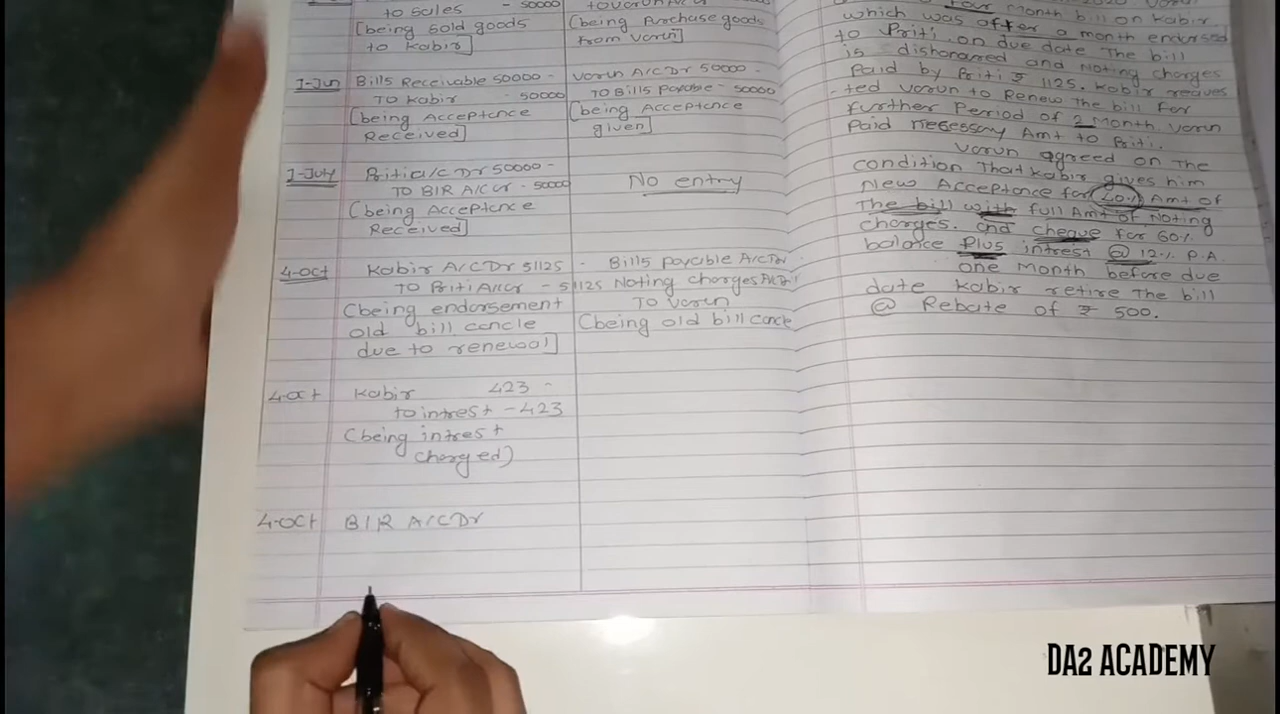 to sales - 50000
[being sold goods
to Kabir]
(being Purchase goods
from Varun]
1-Jun Bills Receivable 50000 -
TO Kabir - 50000
[being Acceptance
Received]
Varun A/C Dr 50000 -
TO Bills Payable - 50000
[being Acceptance
given]
1-July Priti a/c Dr 50000 -
TO B/R A/c cr - 50000
(being Acceptance
Received]
No entry
4-oct Kabir A/C Dr 51125 -
TO Priti A/c cr - 51125
(being endorsement
old bill cancle
due to renewal]
Bills payable A/C Dr
Noting charges A/c Dr
TO Varun
(being old bill cancle
4-oct Kabir 423 -
to intrest - 423
(being intrest
charged)
4-oct B/R A/C Dr
four month bill on Kabir
which was after a month endorsed
to Priti. on due date The bill
is dishonored and Noting charges
Paid by Priti ₹ 1125. Kabir reques
-ted Varun to Renew The bill for
further Period of 2 Month. Varun
Paid necessary Amt to Priti.
Varun agreed on The
condition That Kabir gives him
New Acceptance for 40% Amt of
The bill with full Amt of Noting
charges. and cheque for 60%
balance Plus intrest @ 12% P.A.
one month before due
date Kabir retire The bill
@ Rebate of ₹ 500.
DA2 ACADEMY